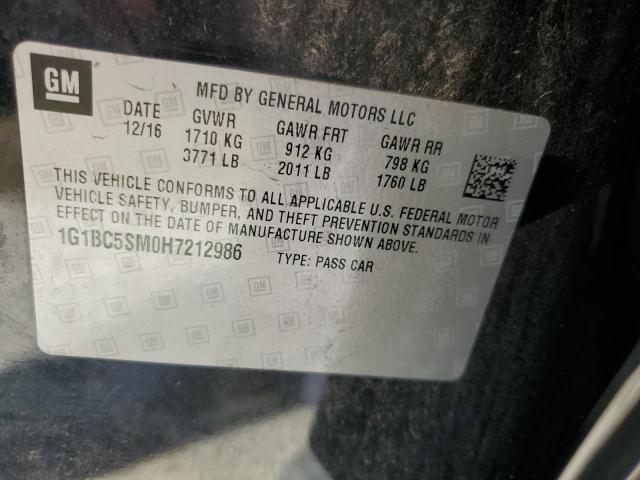 GM
MFD BY GENERAL MOTORS LLC
DATE GVWR GAWR FRT GAWR RR
12/16 1710 KG 912 KG 798 KG
3771 LB 2011 LB 1760 LB
THIS VEHICLE CONFORMS TO ALL APPLICABLE U.S. FEDERAL MOTOR
VEHICLE SAFETY, BUMPER, AND THEFT PREVENTION STANDARDS IN
EFFECT ON THE DATE OF MANUFACTURE SHOWN ABOVE.
1G1BC5SM0H7212986 TYPE: PASS CAR